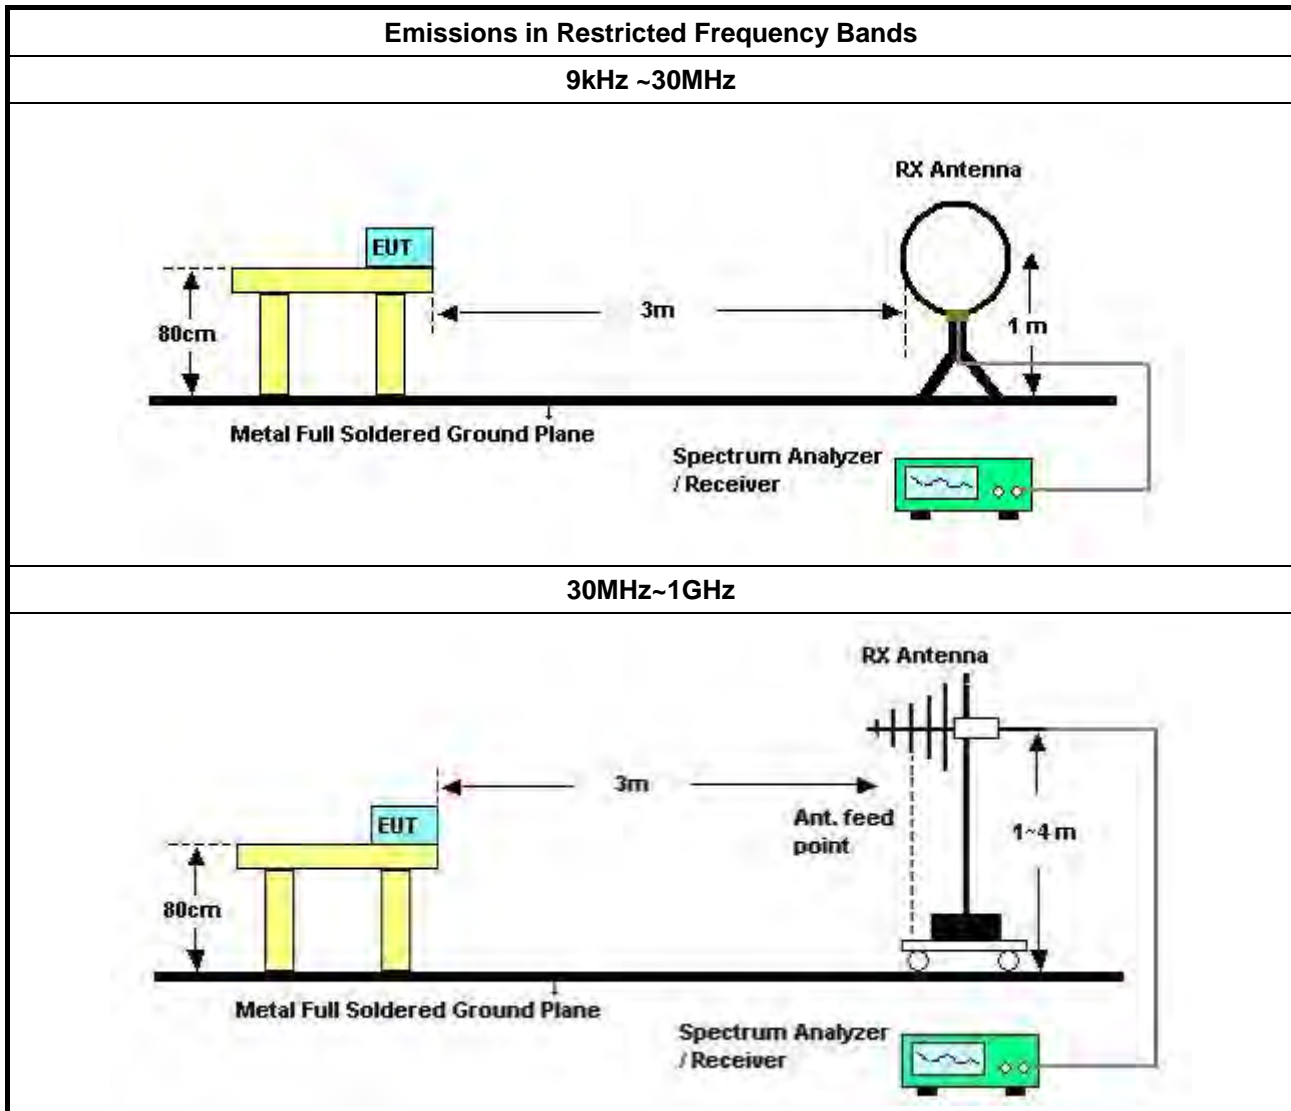 Emissions in Restricted Frequency Bands
9kHz ~30MHz
RX Antenna
EUT
3m
80cm
1 m
Metal Full Soldered Ground Plane
Spectrum Analyzer
/ Receiver
30MHz~1GHz
RX Antenna
3m
EUT
Ant. feed
point
1~4 m
80cm
Metal Full Soldered Ground Plane
Spectrum Analyzer
/ Receiver